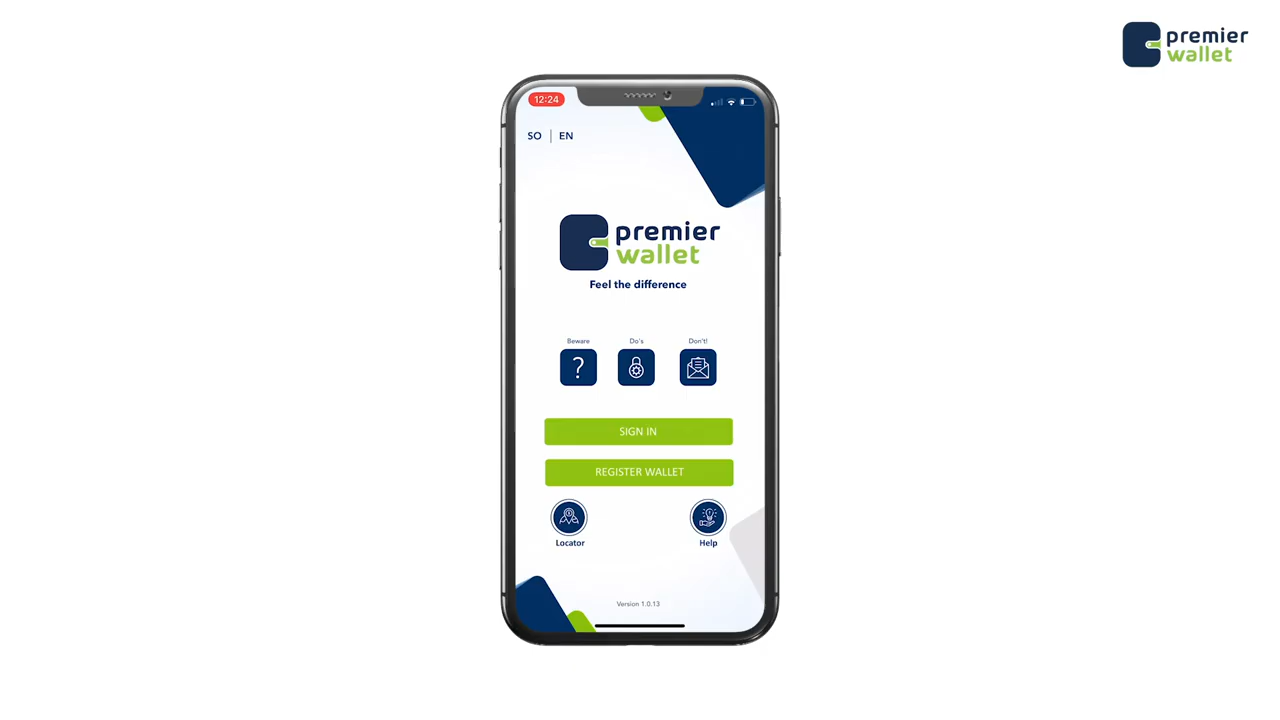 premier
wallet
12:24
SO | EN
premier
wallet
Feel the difference
Beware
Do's
Don't!
?
SIGN IN
REGISTER WALLET
Locator
Help
Version 1.0.13